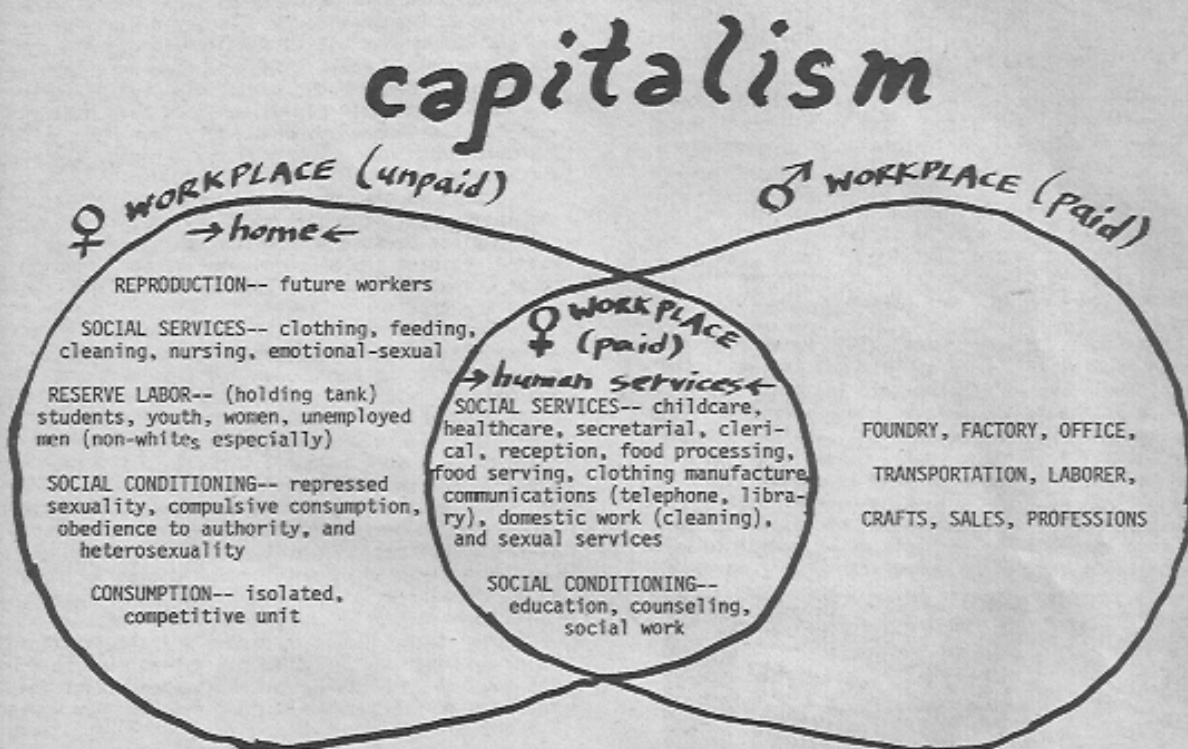 capitalism
♀ WORKPLACE (unpaid)
→home←
REPRODUCTION-- future workers
SOCIAL SERVICES-- clothing, feeding,
cleaning, nursing, emotional-sexual
RESERVE LABOR-- (holding tank)
students, youth, women, unemployed
men (non-whites especially)
SOCIAL CONDITIONING-- repressed
sexuality, compulsive consumption,
obedience to authority, and
heterosexuality
CONSUMPTION-- isolated,
competitive unit
♀ WORKPLACE
(paid)
→human services←
SOCIAL SERVICES-- childcare,
healthcare, secretarial, cleri-
cal, reception, food processing,
food serving, clothing manufacture
communications (telephone, libra-
ry), domestic work (cleaning),
and sexual services
SOCIAL CONDITIONING--
education, counseling,
social work
♂ WORKPLACE (paid)
FOUNDRY, FACTORY, OFFICE,
TRANSPORTATION, LABORER,
CRAFTS, SALES, PROFESSIONS